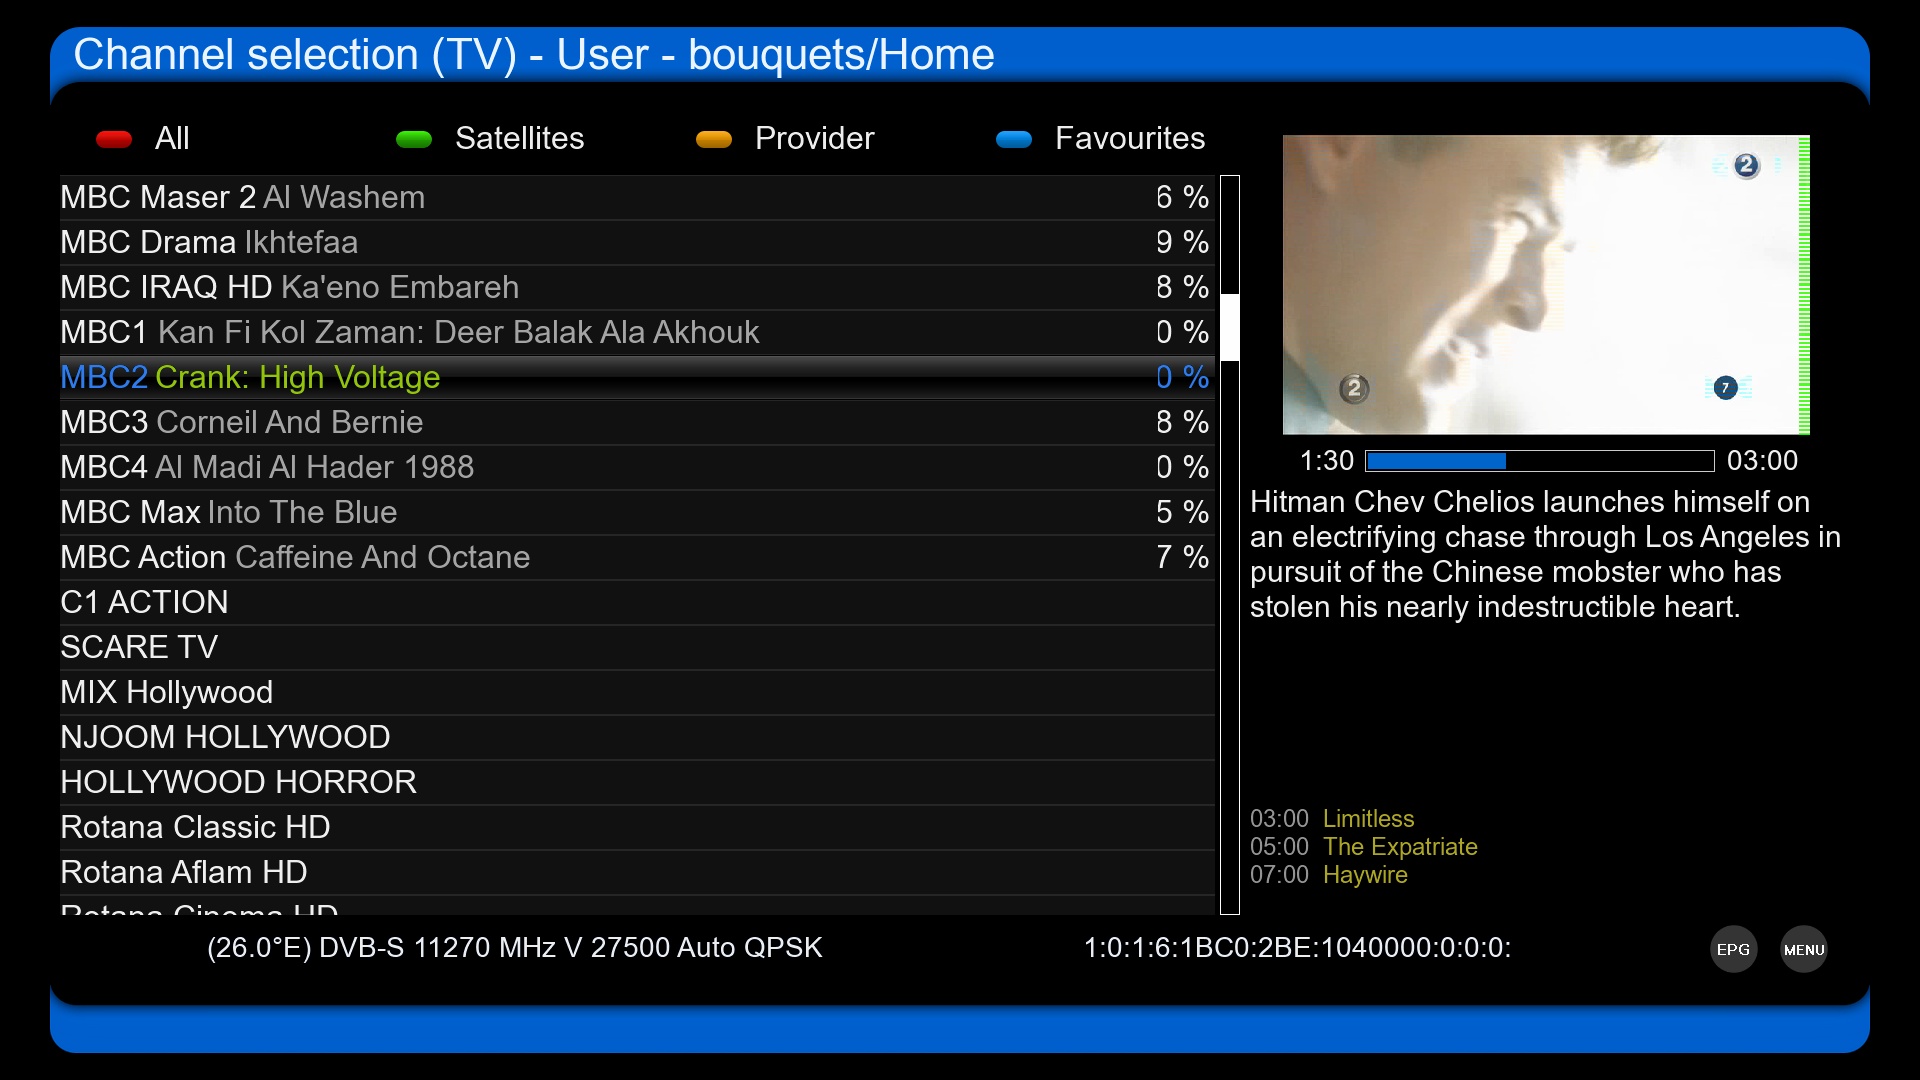 Channel selection (TV) - User - bouquets/Home
All Satellites Provider Favourites
MBC Maser 2 Al Washem 6 %
MBC Drama Ikhtefaa 9 %
MBC IRAQ HD Ka'eno Embareh 8 %
MBC1 Kan Fi Kol Zaman: Deer Balak Ala Akhouk 0 %
MBC2 Crank: High Voltage 0 %
MBC3 Corneil And Bernie 8 %
MBC4 Al Madi Al Hader 1988 0 %
MBC Max Into The Blue 5 %
MBC Action Caffeine And Octane 7 %
C1 ACTION
SCARE TV
MIX Hollywood
NJOOM HOLLYWOOD
HOLLYWOOD HORROR
Rotana Classic HD
Rotana Aflam HD
Rotana Cinema HD
2
2
7
1:30 03:00
Hitman Chev Chelios launches himself on
an electrifying chase through Los Angeles in
pursuit of the Chinese mobster who has
stolen his nearly indestructible heart.
03:00 Limitless
05:00 The Expatriate
07:00 Haywire
(26.0°E) DVB-S 11270 MHz V 27500 Auto QPSK 1:0:1:6:1BC0:2BE:1040000:0:0:0:
EPG MENU